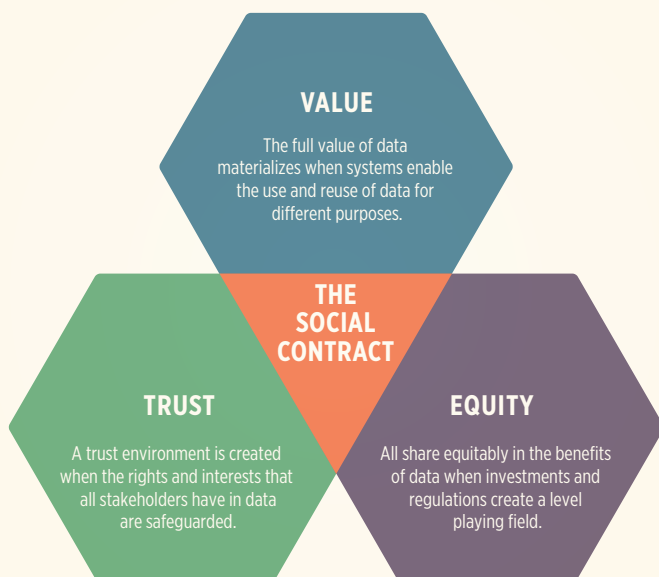 VALUE
The full value of data
materializes when systems enable
the use and reuse of data for
different purposes.
THE
SOCIAL
CONTRACT
TRUST
A trust environment is created
when the rights and interests that
all stakeholders have in data
are safeguarded.
EQUITY
All share equitably in the benefits
of data when investments and
regulations create a level
playing field.